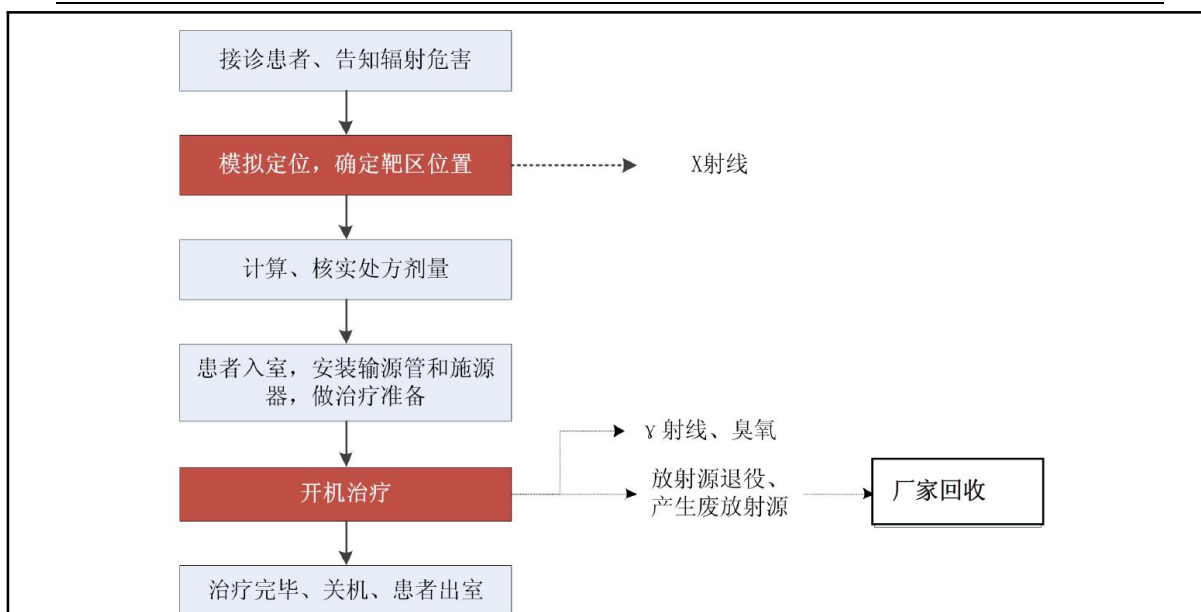 接诊患者、告知辐射危害
模拟定位，确定靶区位置
X射线
计算、核实处方剂量
患者入室，安装输源管和施源
器，做治疗准备
γ射线、臭氧
开机治疗
放射源退役、
产生废放射源
厂家回收
治疗完毕、关机、患者出室